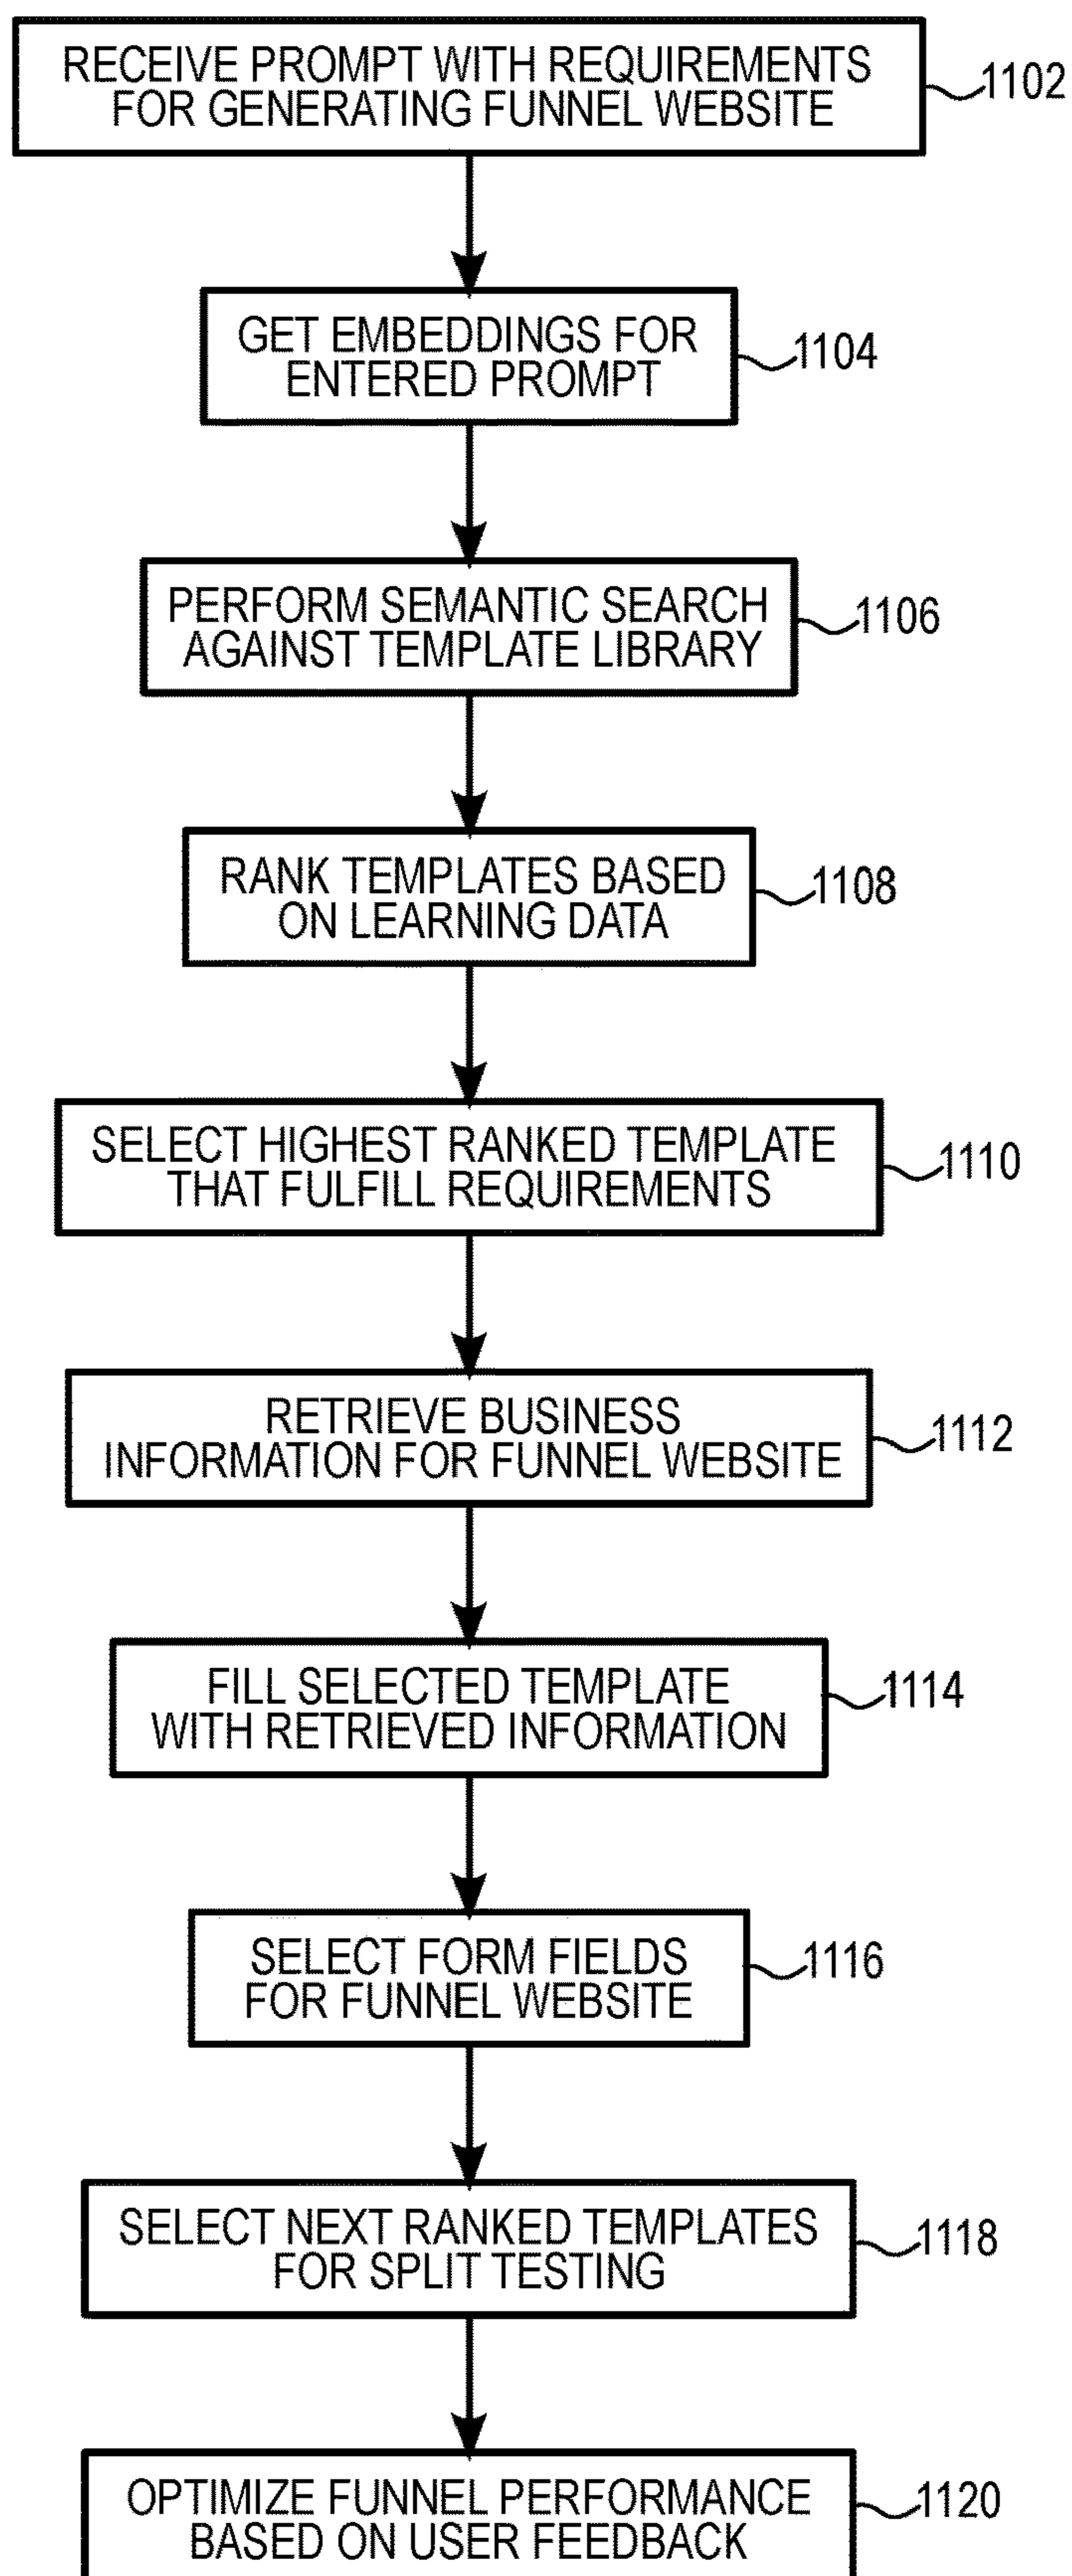 RECEIVE PROMPT WITH REQUIREMENTS
FOR GENERATING FUNNEL WEBSITE
1102
GET EMBEDDINGS FOR
ENTERED PROMPT
1104
PERFORM SEMANTIC SEARCH
AGAINST TEMPLATE LIBRARY
1106
RANK TEMPLATES BASED
ON LEARNING DATA
1108
SELECT HIGHEST RANKED TEMPLATE
THAT FULFILL REQUIREMENTS
1110
RETRIEVE BUSINESS
INFORMATION FOR FUNNEL WEBSITE
1112
FILL SELECTED TEMPLATE
WITH RETRIEVED INFORMATION
1114
SELECT FORM FIELDS
FOR FUNNEL WEBSITE
1116
SELECT NEXT RANKED TEMPLATES
FOR SPLIT TESTING
1118
OPTIMIZE FUNNEL PERFORMANCE
BASED ON USER FEEDBACK
1120